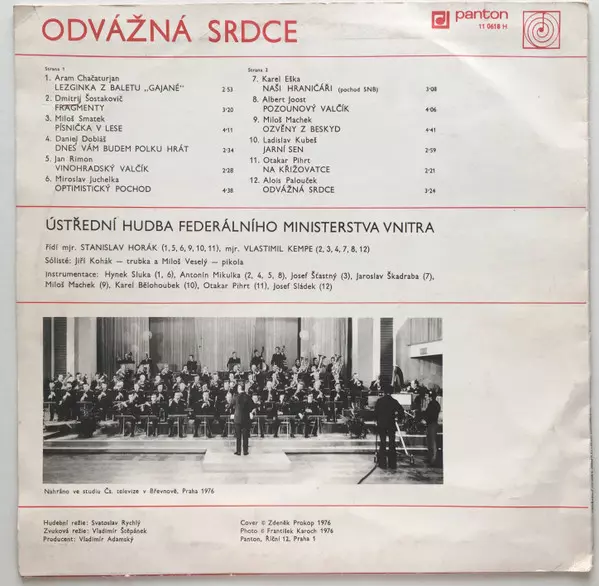 ODVÁŽNÁ SRDCE
panton
11 0618 H
Strana 1
1. Aram Chačaturjan
LEZGINKA Z BALETU „GAJANÉ" 2:53
2. Dmitrij Šostakovič
FRAGMENTY 3:20
3. Miloš Smatek
PÍSNIČKA V LESE 4:11
4. Daniel Dobiáš
DNES VÁM BUDEM POLKU HRÁT 2:34
5. Jan Rimon
VINOHRADSKÝ VALČÍK 2:28
6. Miroslav Juchelka
OPTIMISTICKÝ POCHOD 4:38
Strana 2
7. Karel Eška
NAŠI HRANIČÁŘI (pochod SNB) 3:08
8. Albert Joost
POZOUNOVÝ VALČÍK 4:06
9. Miloš Machek
OZVĚNY Z BESKYD 4:41
10. Ladislav Kubeš
JARNÍ SEN 2:59
11. Otakar Pihrt
NA KŘIŽOVATCE 2:21
12. Alois Palouček
ODVÁŽNÁ SRDCE 3:24
ÚSTŘEDNÍ HUDBA FEDERÁLNÍHO MINISTERSTVA VNITRA
řídí mjr. STANISLAV HORÁK (1, 5, 6, 9, 10, 11), mjr. VLASTIMIL KEMPE (2, 3, 4, 7, 8, 12)
Sólisté: Jiří Kohák – trubka a Miloš Veselý – pikola
Instrumentace: Hynek Sluka (1, 6), Antonín Mikulka (2, 4, 5, 8), Josef Šťastný (3), Jaroslav Škadraba (7),
Miloš Machek (9), Karel Bělohoubek (10), Otakar Pihrt (11), Josef Sládek (12)
Nahráno ve studiu Čs. televize v Břevnově, Praha 1976
Hudební režie: Svatoslav Rychlý
Zvuková režie: Vladimír Štěpánek
Producent: Vladimír Adamský
Cover © Zdeněk Prokop 1976
Photo © František Karoch 1976
Panton, Říční 12, Praha 1